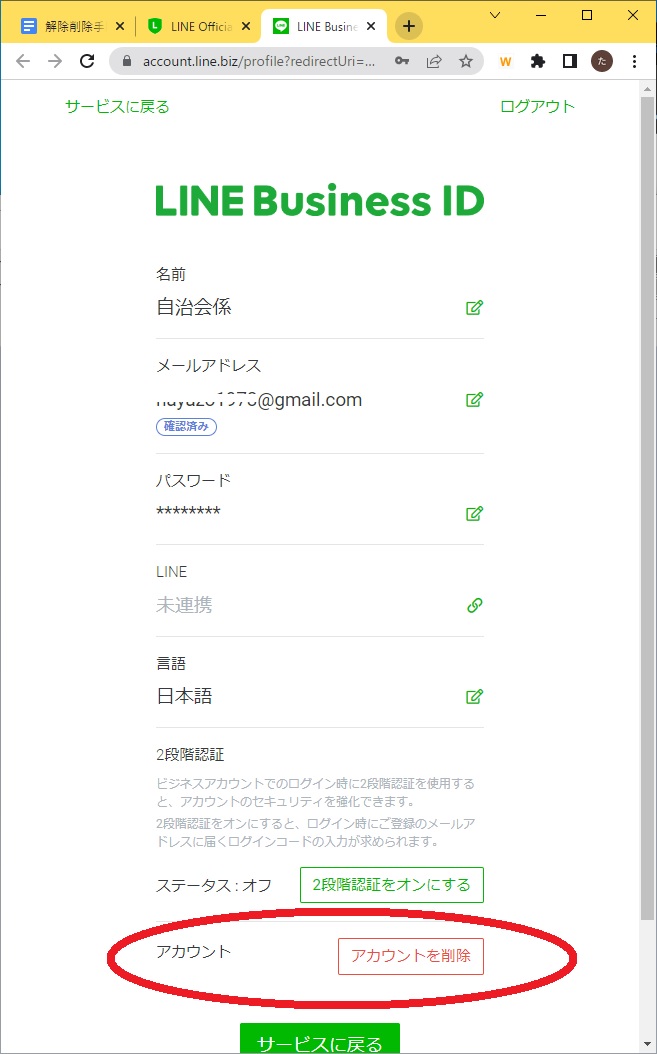 解除削除手
LINE Officia
LINE Busine
account.line.biz/profile?redirectUri=...
W
た
サービスに戻る
ログアウト
LINE Business ID
名前
自治会係
メールアドレス
@gmail.com
確認済み
パスワード
********
LINE
未連携
言語
日本語
2段階認証
ビジネスアカウントでのログイン時に2段階認証を使用する
と、アカウントのセキュリティを強化できます。
2段階認証をオンにすると、ログイン時にご登録のメールア
ドレスに届くログインコードの入力が求められます。
ステータス : オフ
2段階認証をオンにする
アカウント
アカウントを削除
サービスに戻る